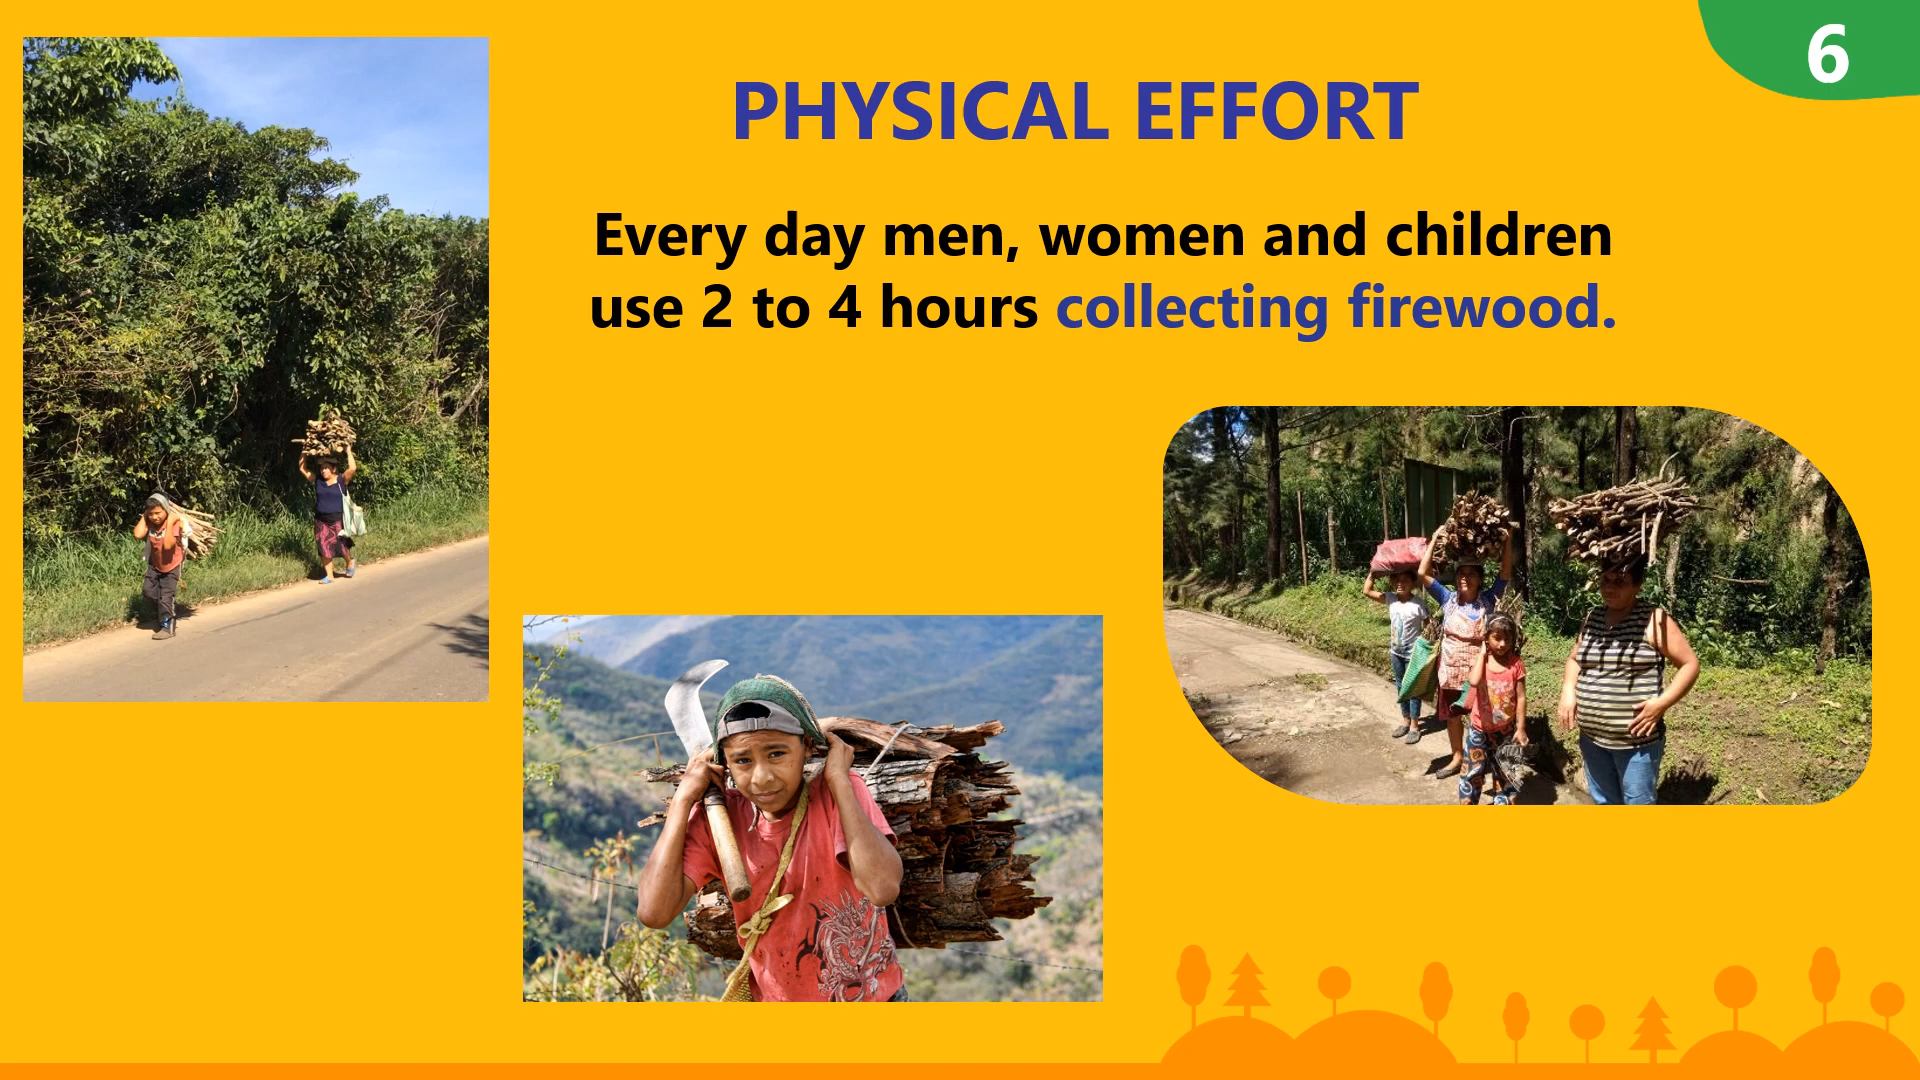 6
PHYSICAL EFFORT
Every day men, women and children
use 2 to 4 hours collecting firewood.